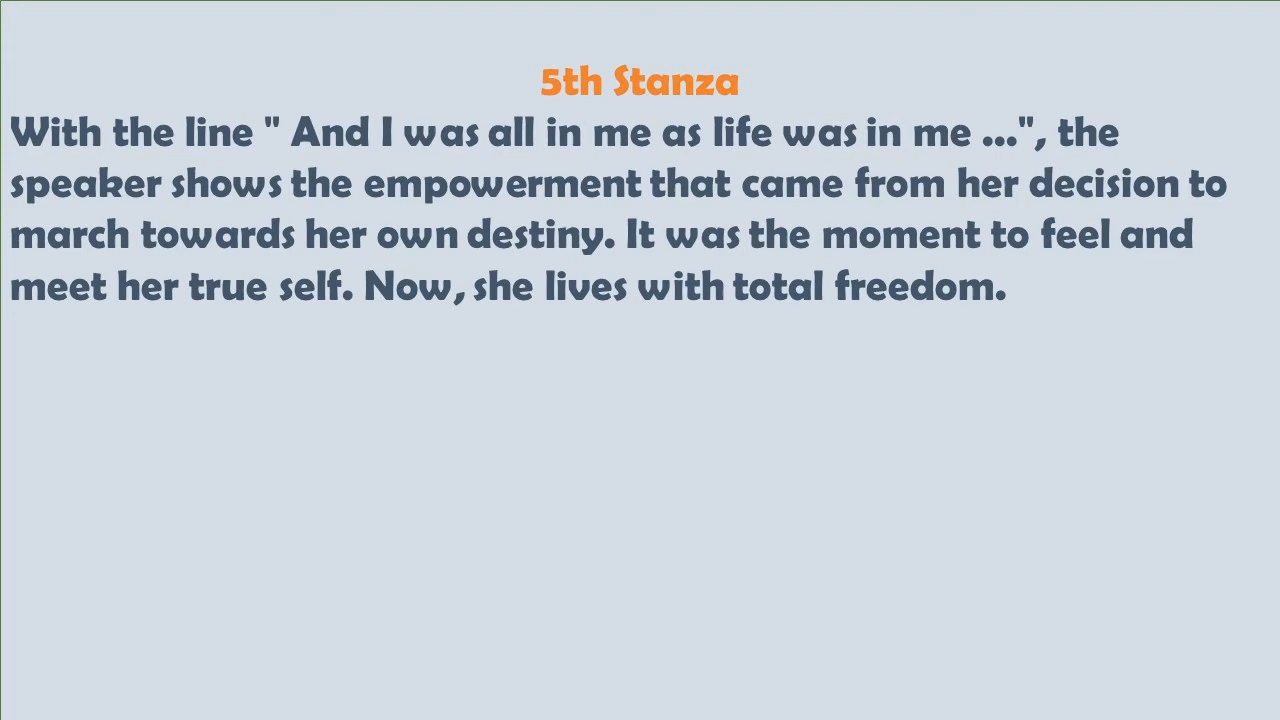 5th Stanza
With the line " And I was all in me as life was in me ...", the
speaker shows the empowerment that came from her decision to
march towards her own destiny. It was the moment to feel and
meet her true self. Now, she lives with total freedom.